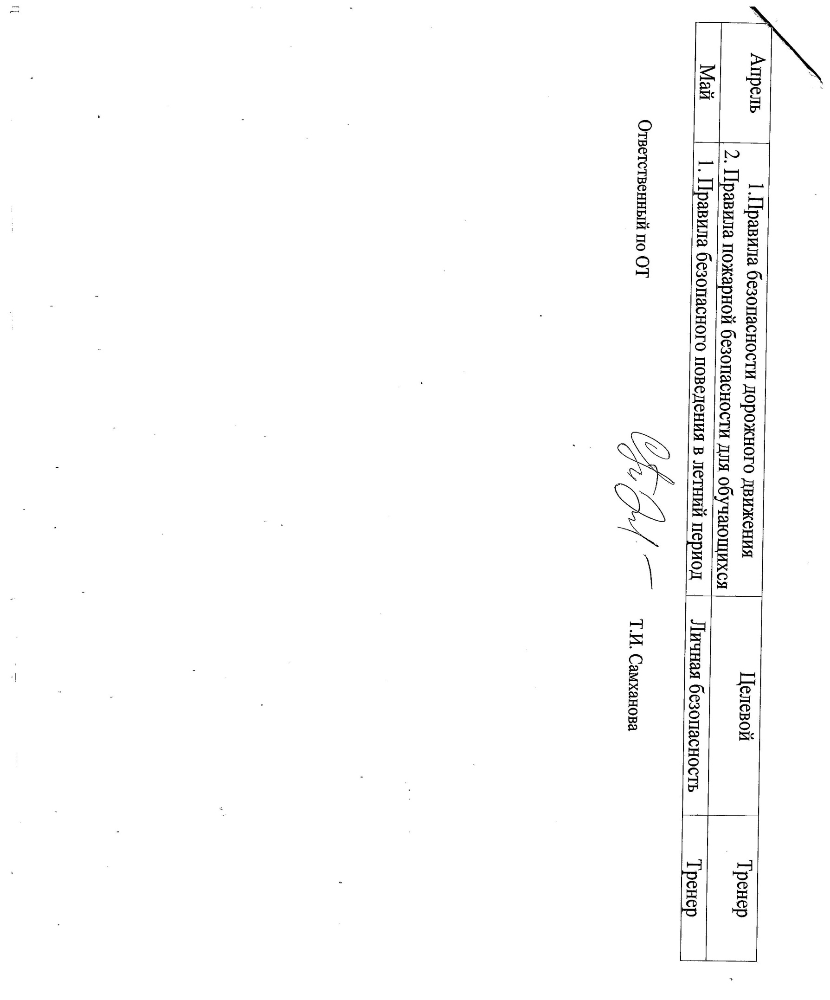 Апрель 1.Правила безопасности дорожного движения Целевой Тренер
2. Правила пожарной безопасности для обучающихся
Май 1. Правила безопасного поведения в летний период Личная безопасность Тренер
Ответственный по ОТ Т.И. Самханова